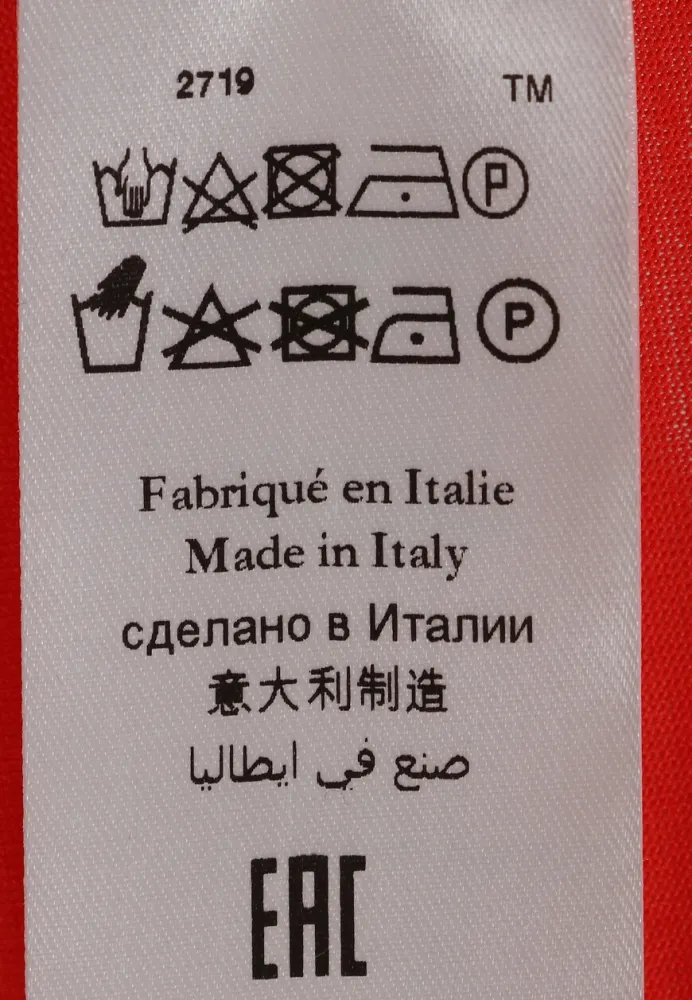 2719 TM
P
P
Fabriqué en Italie
Made in Italy
сделано в Италии
意大利制造
صنع في ايطاليا
EAC